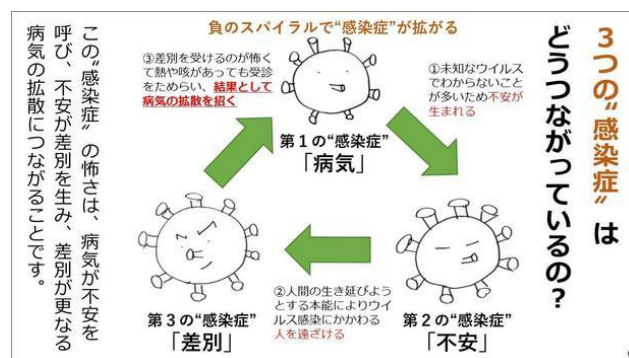 3つの“感染症”は
どうつながっているの？
負のスパイラルで“感染症”が拡がる
①未知なウイルス
でわからないこと
が多いため不安が
生まれる
第２の“感染症”
「不安」
②人間の生き延びよう
とする本能によりウイ
ルス感染にかかわる
人を遠ざける
第３の“感染症”
「差別」
③差別を受けるのが怖く
て熱や咳があっても受診
をためらい、結果として
病気の拡散を招く
第１の“感染症”
「病気」
この“感染症”の怖さは、病気が不安を
呼び、不安が差別を生み、差別が更なる
病気の拡散につながることです。